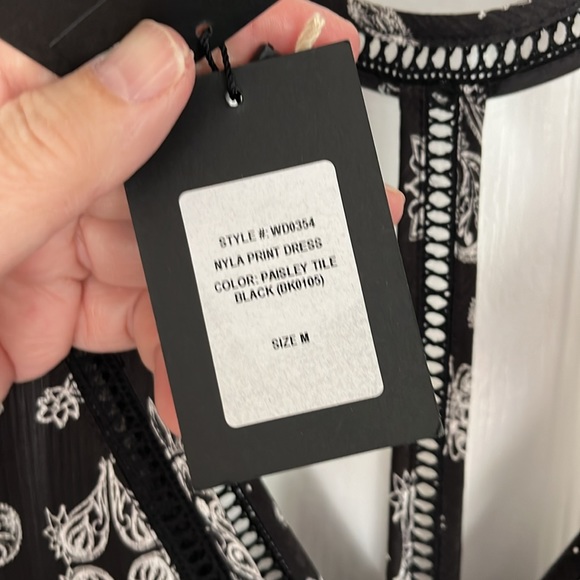 STYLE #: WD0354
NYLA PRINT DRESS
COLOR: PAISLEY TILE
BLACK (BK0105)
SIZE M